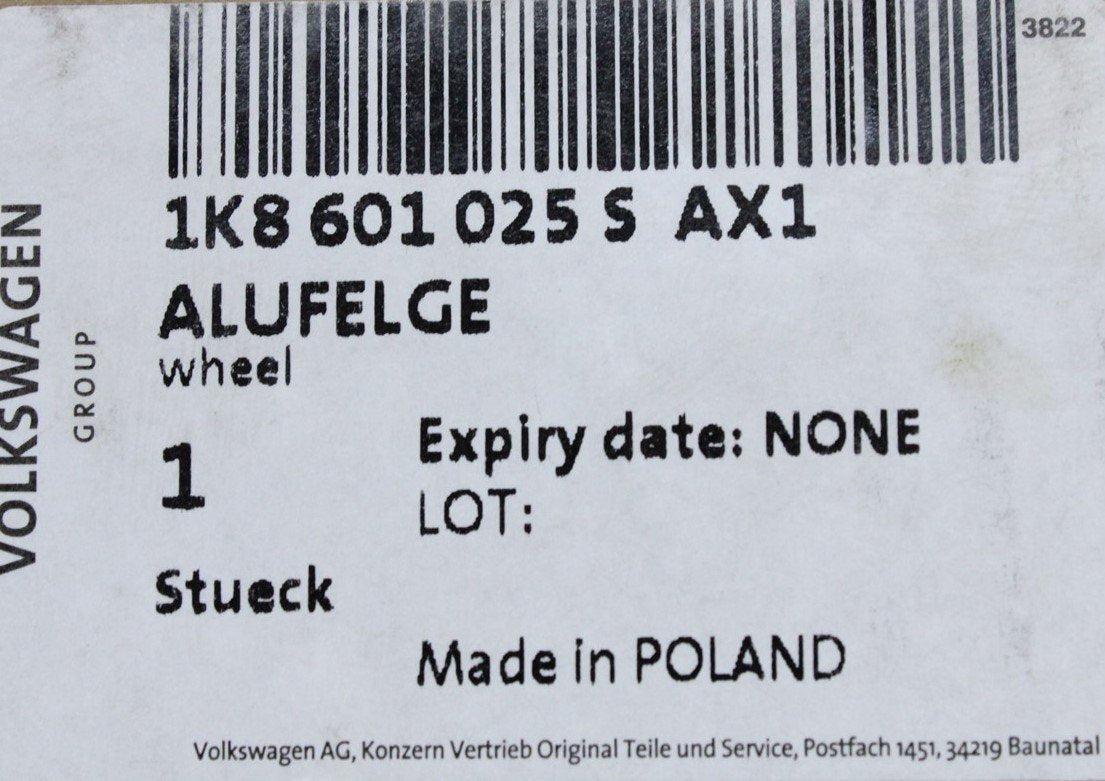 3822
1K8 601 025 S AX1
ALUFELGE
wheel
1
Expiry date: NONE
LOT:
Stueck
Made in POLAND
Volkswagen AG, Konzern Vertrieb Original Teile und Service, Postfach 1451, 34219 Baunatal
VOLKSWAGEN
GROUP